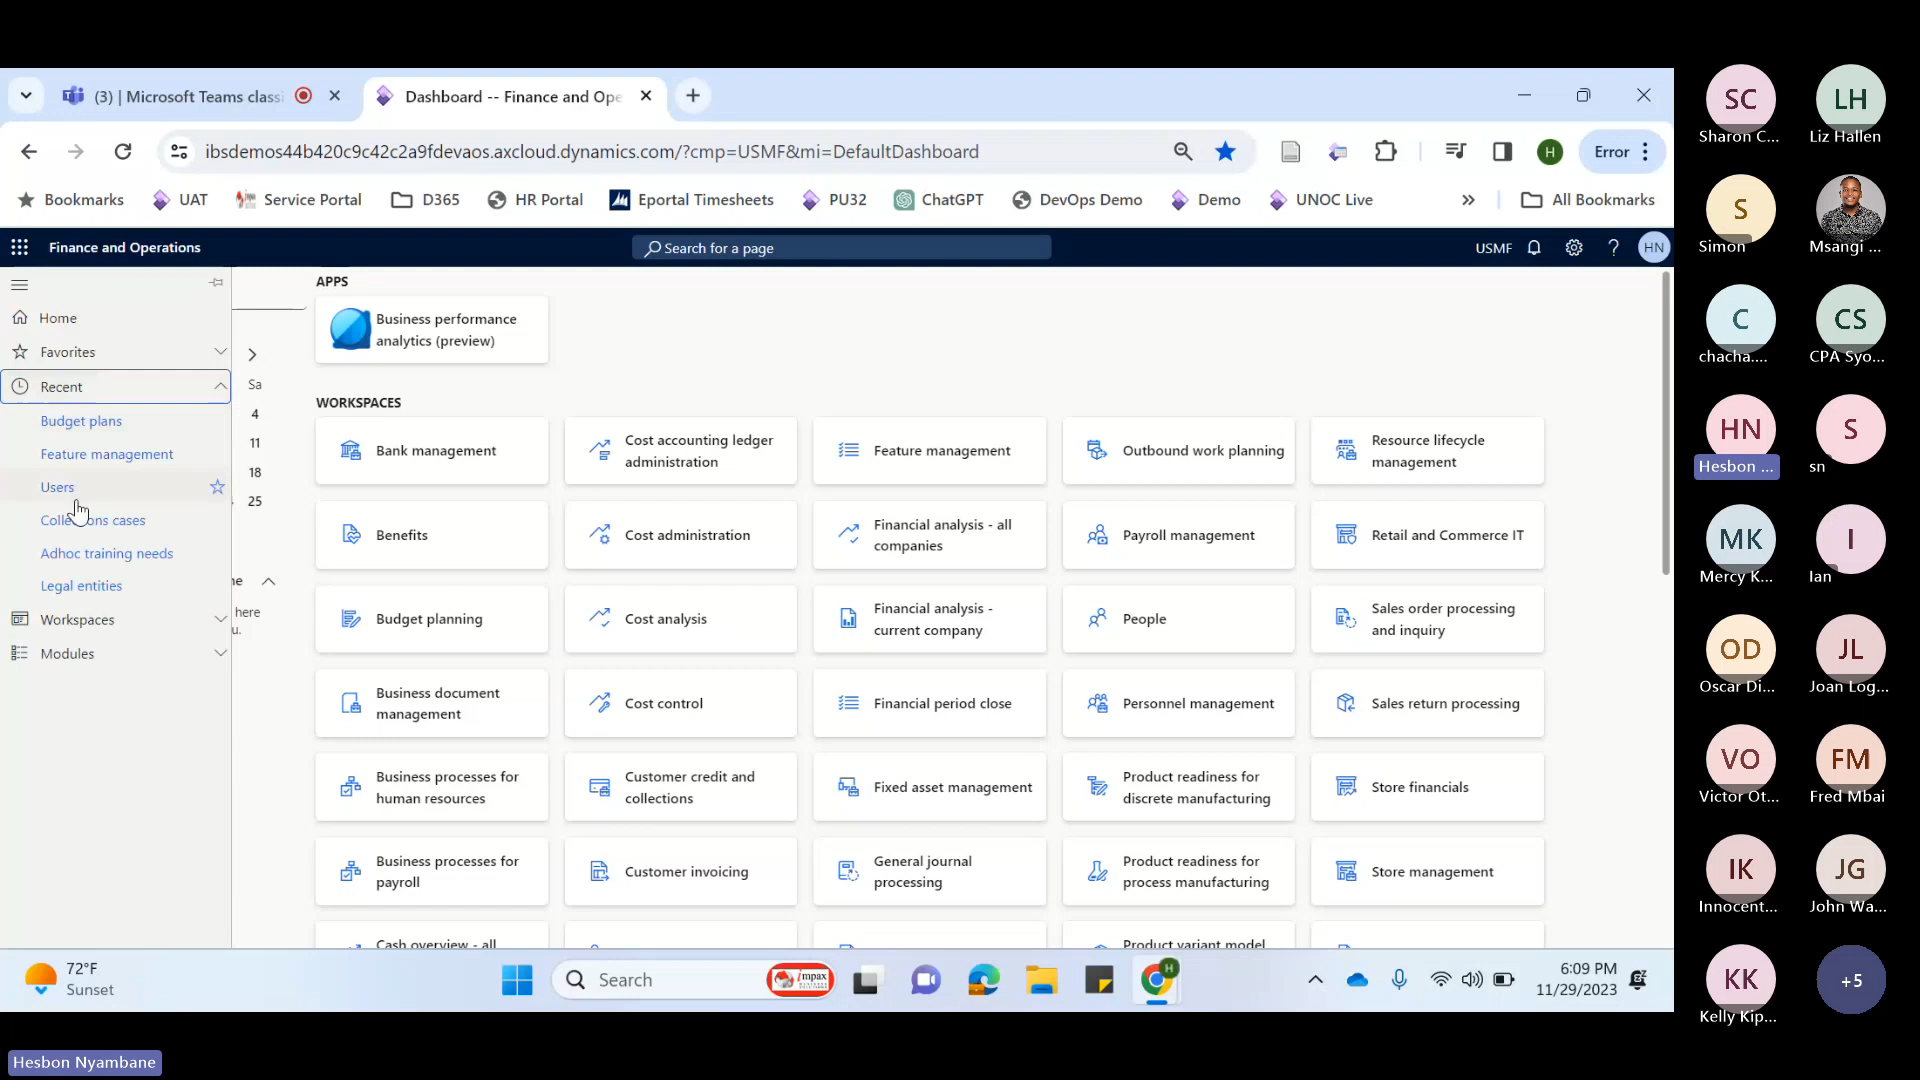 (3) | Microsoft Teams classi
Dashboard -- Finance and Ope
ibsdemos44b420c9c42c2a9fdevaos.axcloud.dynamics.com/?cmp=USMF&mi=DefaultDashboard
H
Error
Bookmarks
UAT
Service Portal
D365
HR Portal
Eportal Timesheets
PU32
ChatGPT
DevOps Demo
Demo
UNOC Live
All Bookmarks
Finance and Operations
Search for a page
USMF
HN
Home
Favorites
Recent
Budget plans
Feature management
Users
Collections cases
Adhoc training needs
Legal entities
Workspaces
Modules
Sa
4
11
18
25
me
here
u.
APPS
Business performance
analytics (preview)
WORKSPACES
Bank management
Cost accounting ledger
administration
Feature management
Outbound work planning
Resource lifecycle
management
Benefits
Cost administration
Financial analysis - all
companies
Payroll management
Retail and Commerce IT
Budget planning
Cost analysis
Financial analysis -
current company
People
Sales order processing
and inquiry
Business document
management
Cost control
Financial period close
Personnel management
Sales return processing
Business processes for
human resources
Customer credit and
collections
Fixed asset management
Product readiness for
discrete manufacturing
Store financials
Business processes for
payroll
Customer invoicing
General journal
processing
Product readiness for
process manufacturing
Store management
Cash overview - all
Product variant model
72°F
Sunset
Search
impax
H
6:09 PM
11/29/2023
Hesbon Nyambane
SC
Sharon C...
LH
Liz Hallen
S
Simon
Msangi ...
C
chacha....
CS
CPA Syo...
HN
Hesbon ...
S
sn
MK
Mercy K...
I
Ian
OD
Oscar Di...
JL
Joan Log...
VO
Victor Ot...
FM
Fred Mbai
IK
Innocent...
JG
John Wa...
KK
Kelly Kip...
+5